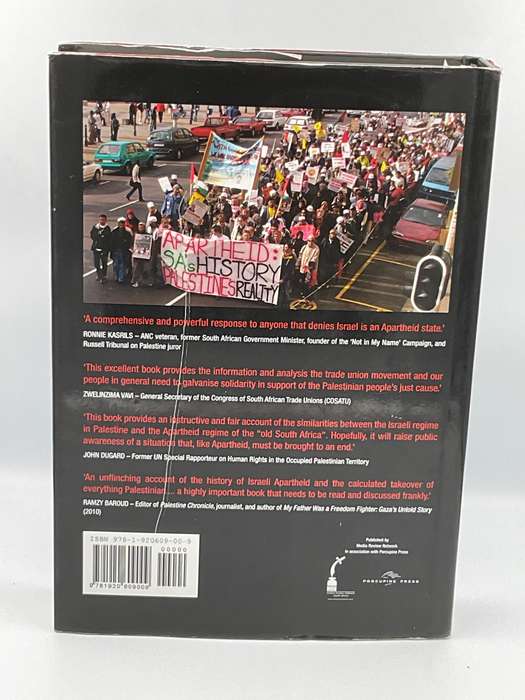 APARTHEID:
SA's HISTORY
PALESTINES REALITY
'A comprehensive and powerful response to anyone that denies Israel is an Apartheid state.'
RONNIE KASRILS – ANC veteran, former South African Government Minister, founder of the 'Not in My Name' Campaign, and
Russell Tribunal on Palestine juror
'This excellent book provides the information and analysis the trade union movement and our
people in general need to galvanise solidarity in support of the Palestinian people's just cause.'
ZWELINZIMA VAVI – General Secretary of the Congress of South African Trade Unions (COSATU)
'This book provides an instructive and fair account of the similarities between the Israeli regime
in Palestine and the Apartheid regime of the "old South Africa". Hopefully, it will raise public
awareness of a situation that, like Apartheid, must be brought to an end.'
JOHN DUGARD – Former UN Special Rapporteur on Human Rights in the Occupied Palestinian Territory
'An unflinching account of the history of Israeli Apartheid and the calculated takeover of
everything Palestinian... a highly important book that needs to be read and discussed frankly.'
RAMZY BAROUD – Editor of Palestine Chronicle, journalist, and author of My Father Was a Freedom Fighter: Gaza's Untold Story
(2010)
ISBN 978-1-920609-00-9
00000
9 781920 609009
Published by
Media Review Network
in association with Porcupine Press
PORCUPINE PRESS